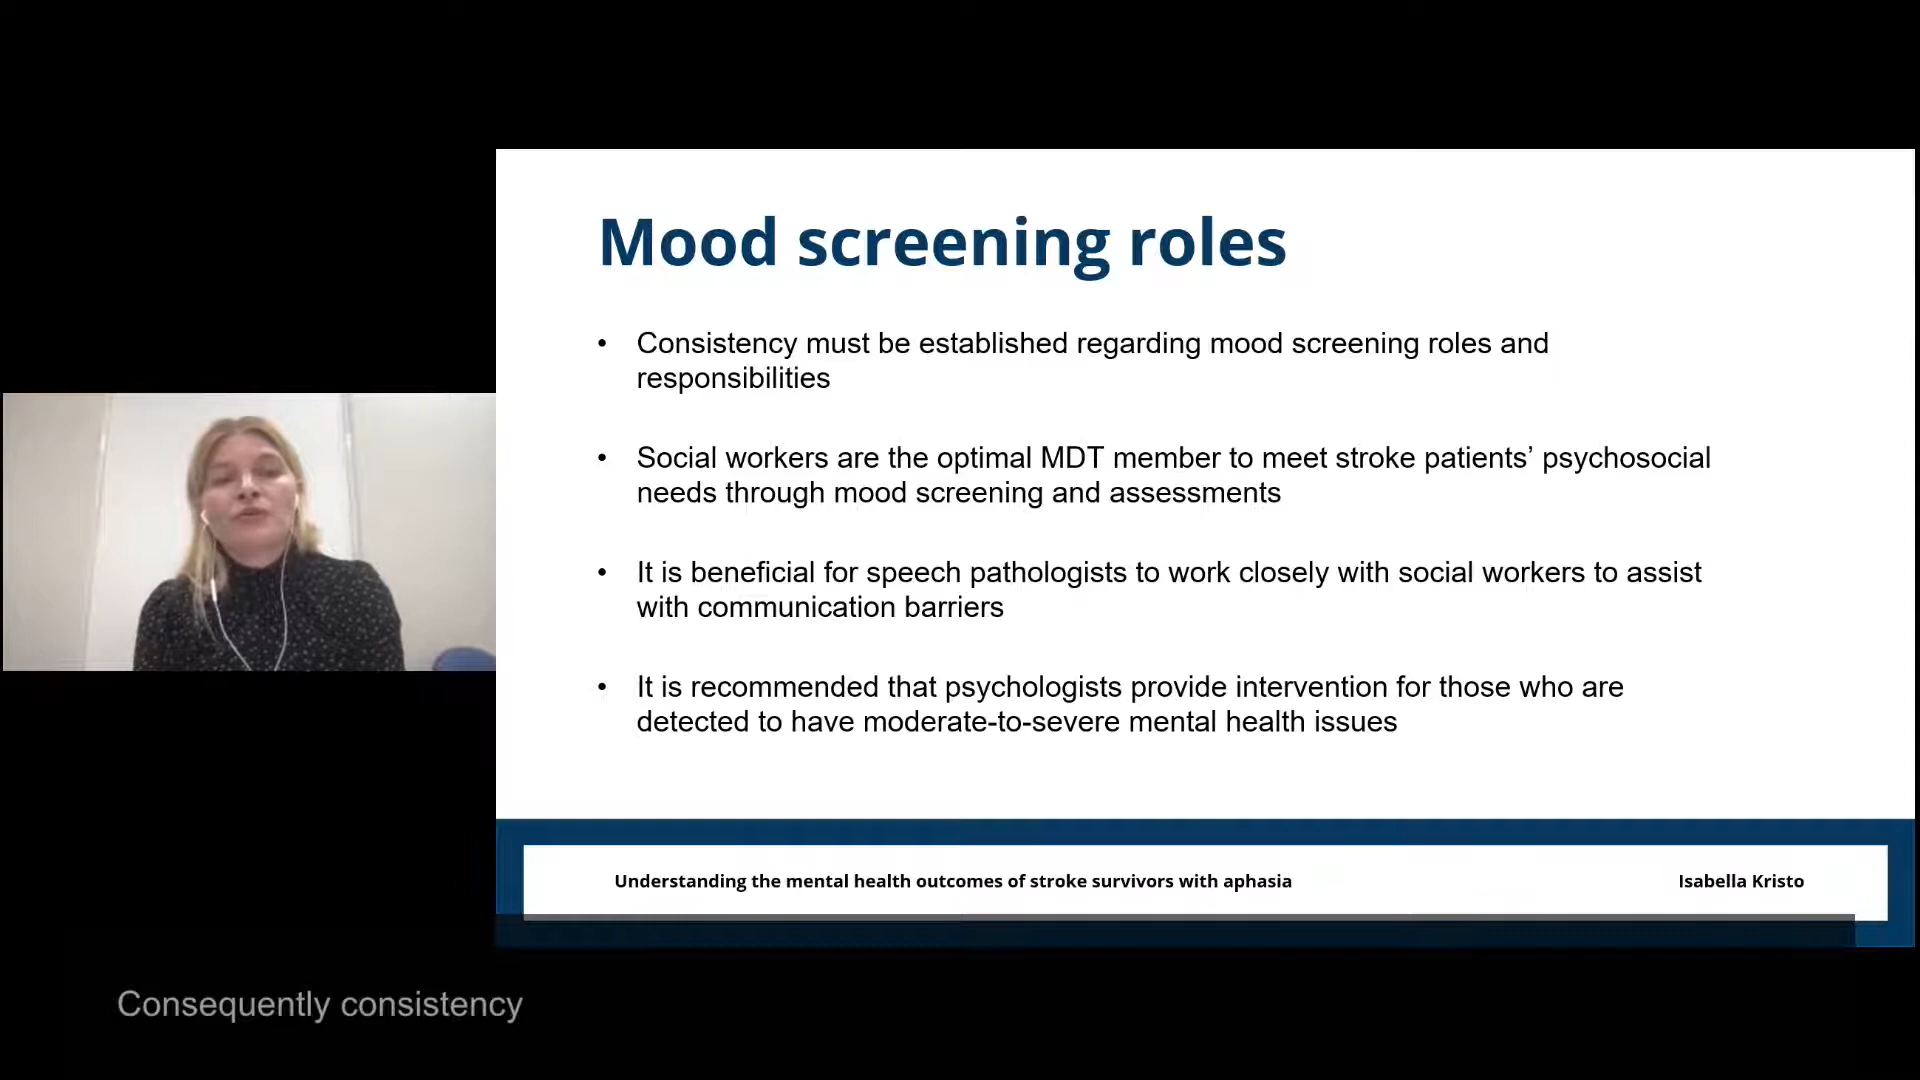 Mood screening roles
• Consistency must be established regarding mood screening roles and
responsibilities
• Social workers are the optimal MDT member to meet stroke patients’ psychosocial
needs through mood screening and assessments
• It is beneficial for speech pathologists to work closely with social workers to assist
with communication barriers
• It is recommended that psychologists provide intervention for those who are
detected to have moderate-to-severe mental health issues
Understanding the mental health outcomes of stroke survivors with aphasia
Isabella Kristo
Consequently consistency